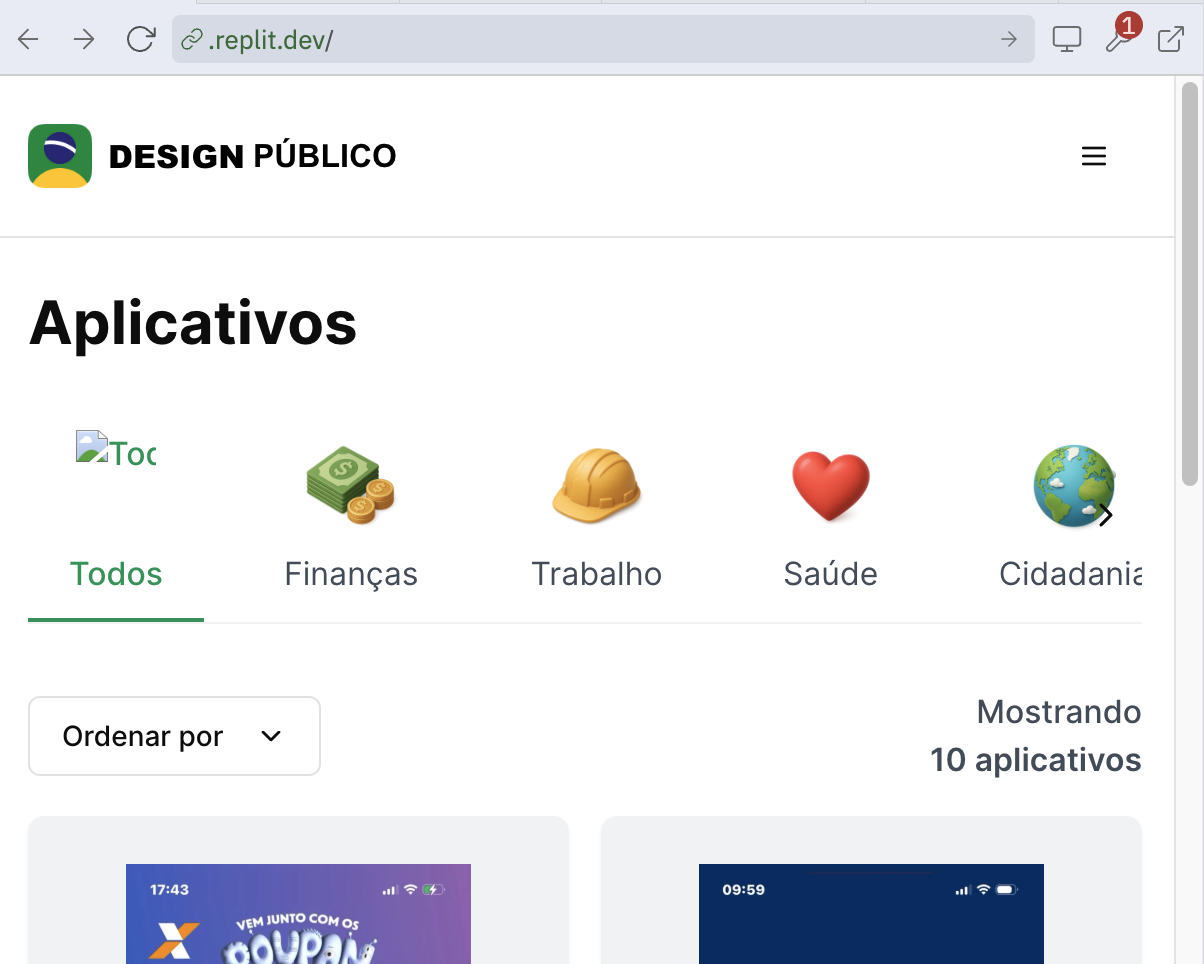 .replit.dev/
1
DESIGN PÚBLICO
Aplicativos
Toc
Todos
Finanças
Trabalho
Saúde
Cidadania
Ordenar por
Mostrando
10 aplicativos
17:43
VEM JUNTO COM OS
POUPAN
09:59